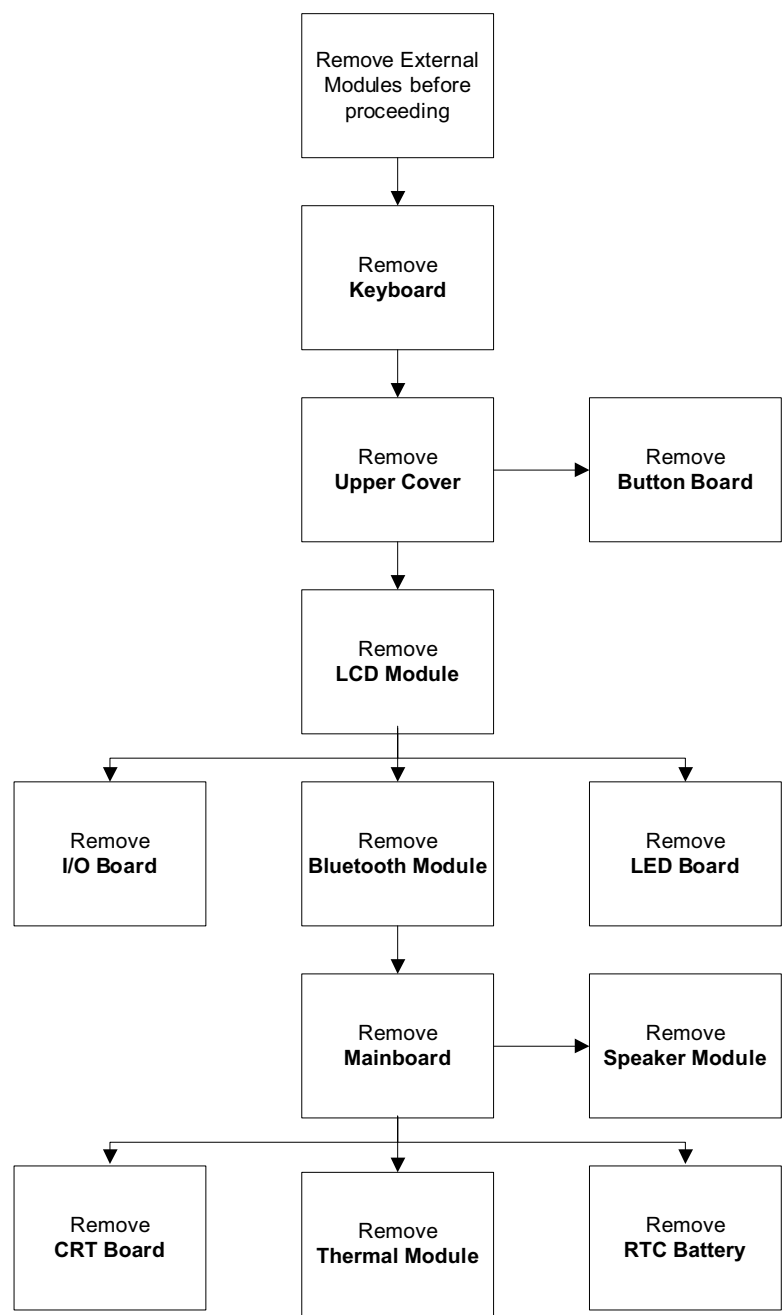 Remove External
Modules before
proceeding
Remove
Keyboard
Remove
Upper Cover
Remove
Button Board
Remove
LCD Module
Remove
I/O Board
Remove
Bluetooth Module
Remove
LED Board
Remove
Mainboard
Remove
Speaker Module
Remove
CRT Board
Remove
Thermal Module
Remove
RTC Battery